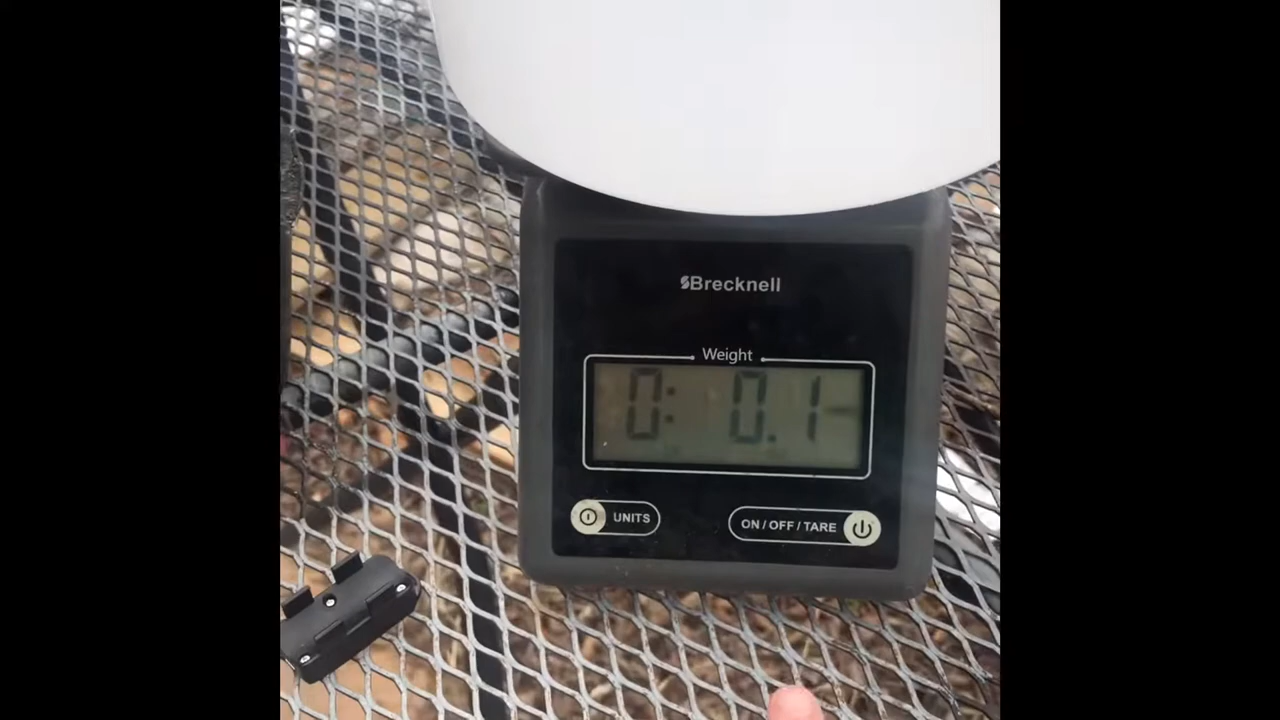 Brecknell
Weight
0: 0.1-
UNITS
ON / OFF / TARE